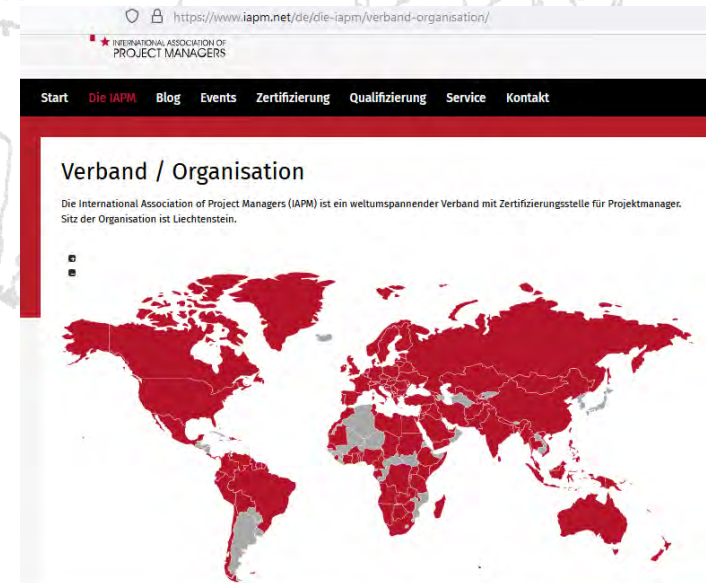 https://www.iapm.net/de/die-iapm/verband-organisation/
INTERNATIONAL ASSOCIATION OF
PROJECT MANAGERS
Start Die IAPM Blog Events Zertifizierung Qualifizierung Service Kontakt
Verband / Organisation
Die International Association of Project Managers (IAPM) ist ein weltumspannender Verband mit Zertifizierungsstelle für Projektmanager.
Sitz der Organisation ist Liechtenstein.